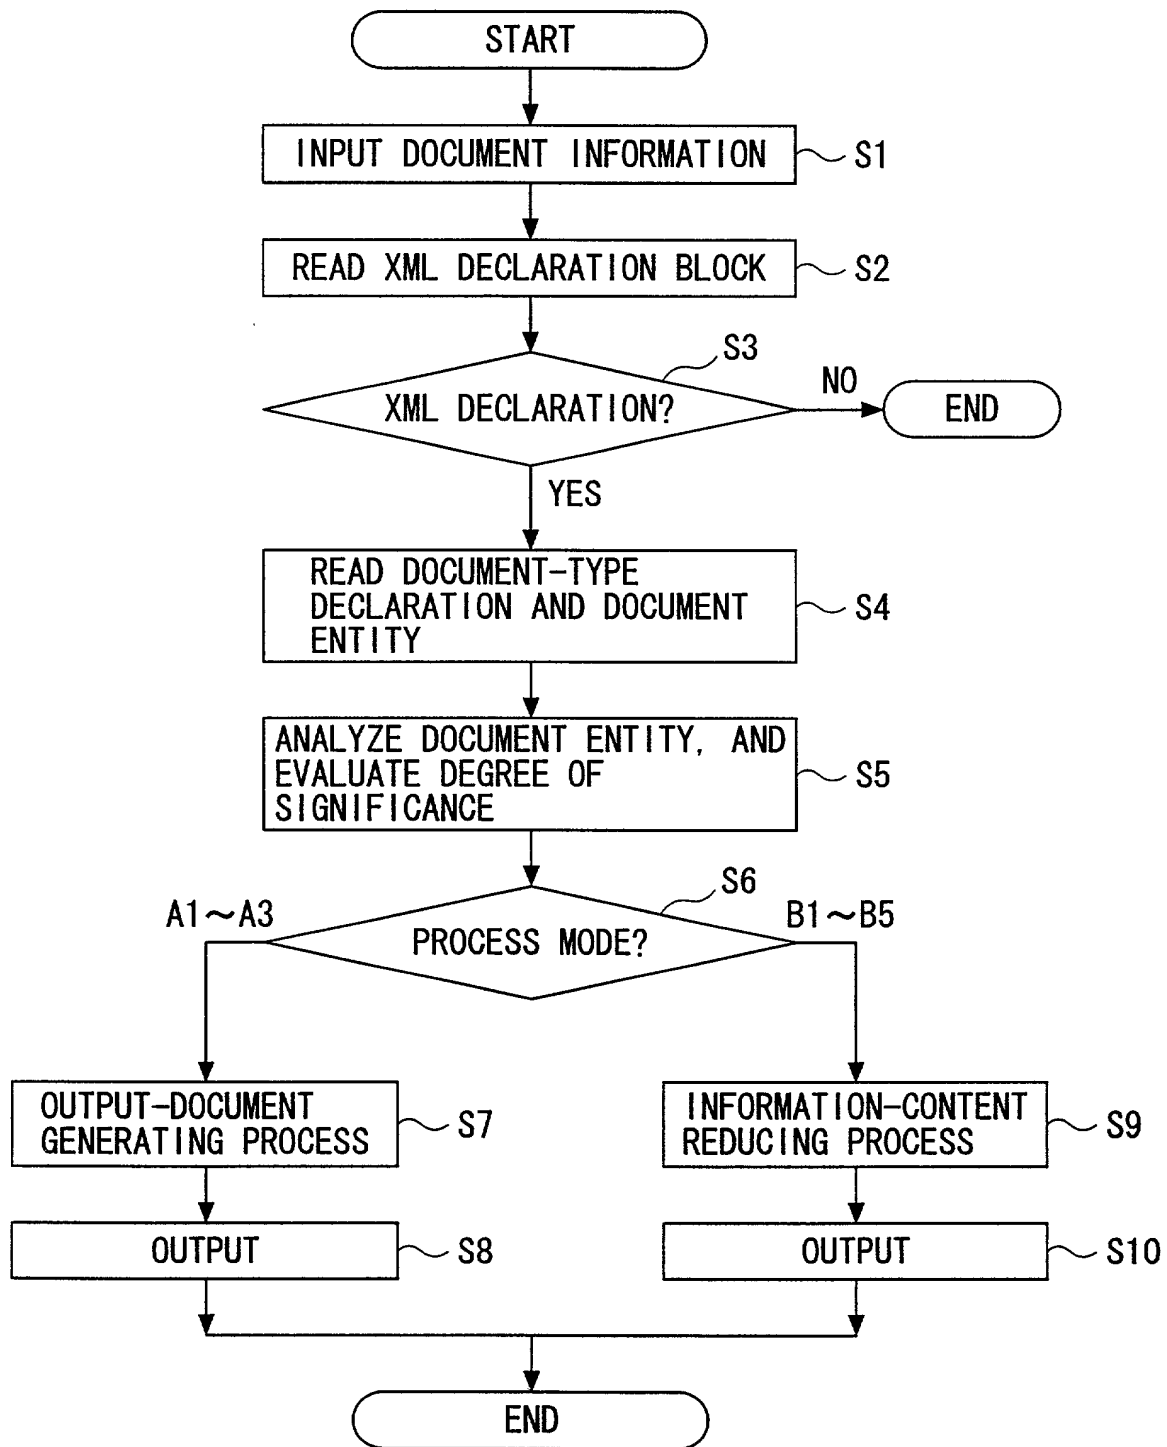 START
INPUT DOCUMENT INFORMATION
S1
READ XML DECLARATION BLOCK
S2
S3
XML DECLARATION?
NO
END
YES
READ DOCUMENT-TYPE
DECLARATION AND DOCUMENT
ENTITY
S4
ANALYZE DOCUMENT ENTITY, AND
EVALUATE DEGREE OF
SIGNIFICANCE
S5
S6
A1～A3
PROCESS MODE?
B1～B5
OUTPUT-DOCUMENT
GENERATING PROCESS
S7
INFORMATION-CONTENT
REDUCING PROCESS
S9
OUTPUT
S8
OUTPUT
S10
END